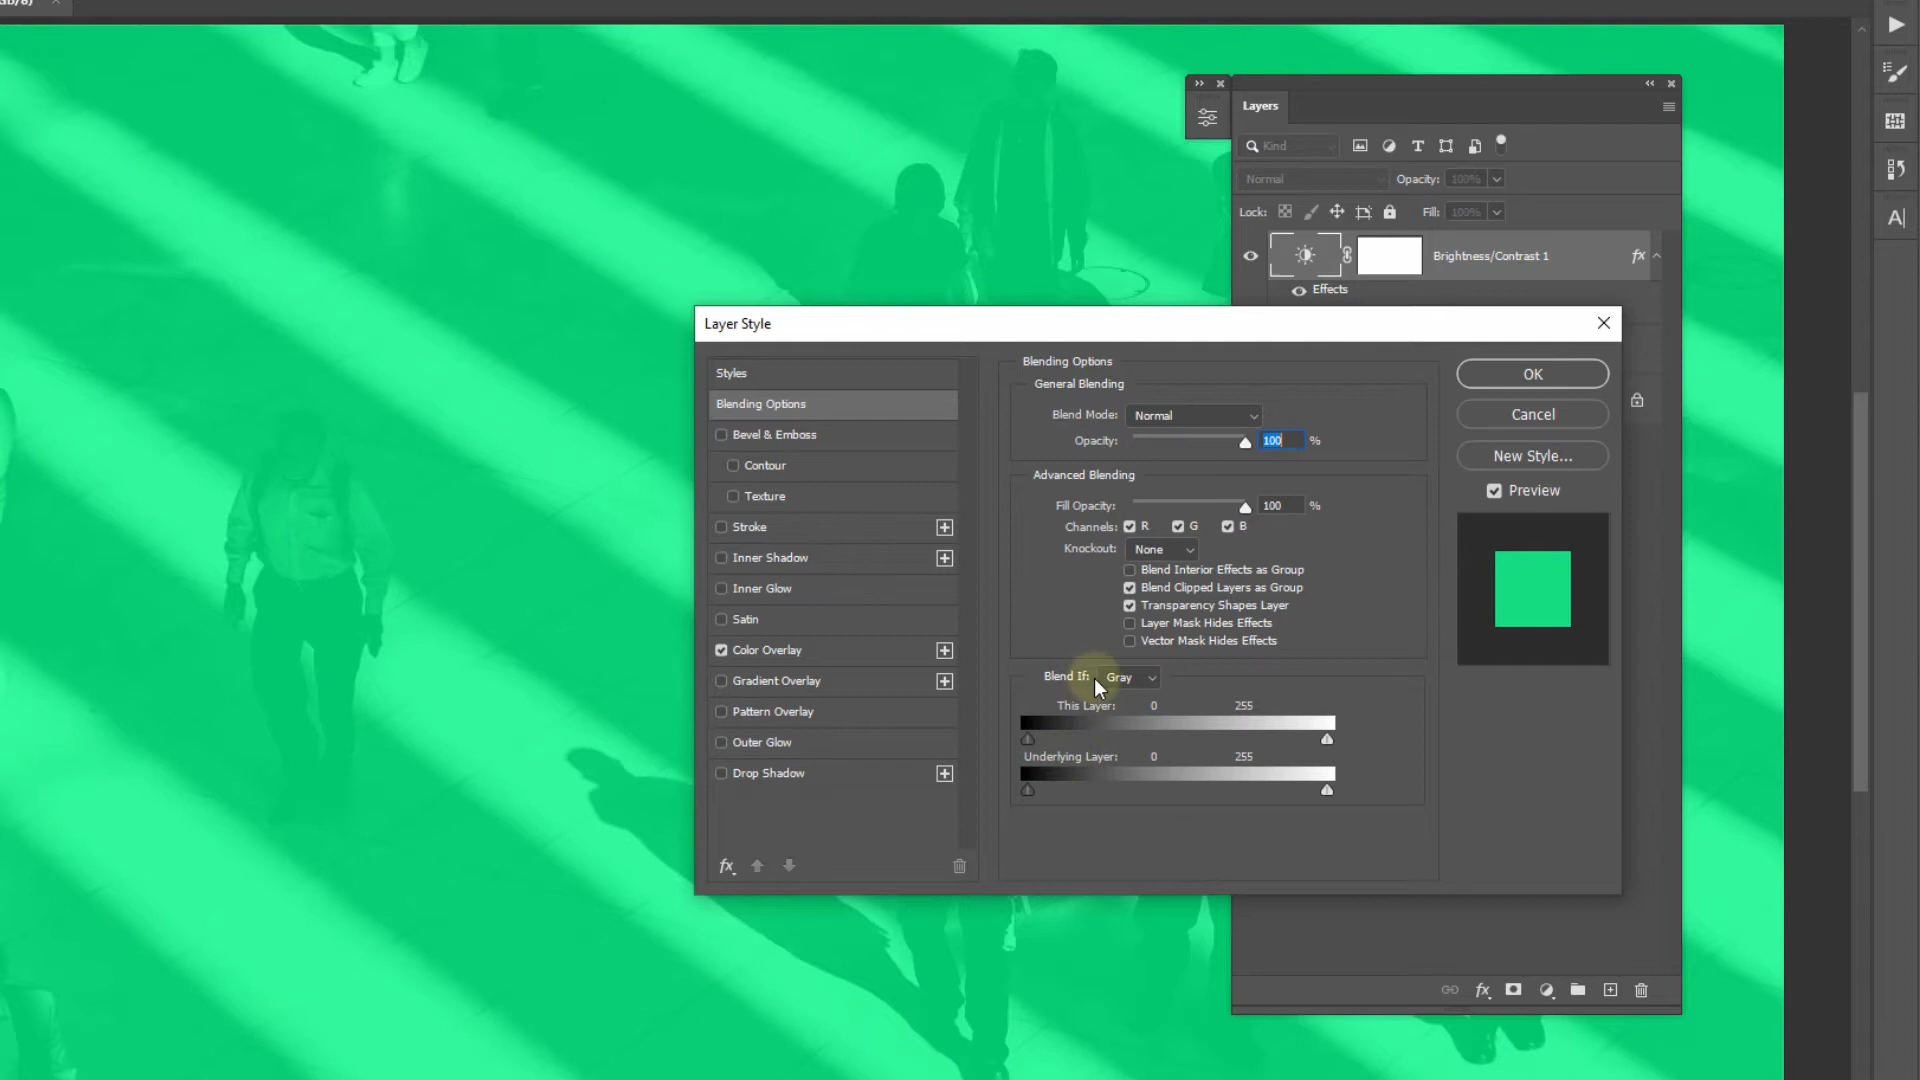 Layers
Kind
Normal
Opacity: 100%
Lock:
Fill: 100%
Brightness/Contrast 1
fx
Effects
Layer Style
Styles
Blending Options
Bevel & Emboss
Contour
Texture
Stroke
Inner Shadow
Inner Glow
Satin
Color Overlay
Gradient Overlay
Pattern Overlay
Outer Glow
Drop Shadow
fx
Blending Options
General Blending
Blend Mode: Normal
Opacity: 100 %
Advanced Blending
Fill Opacity: 100 %
Channels: R G B
Knockout: None
Blend Interior Effects as Group
Blend Clipped Layers as Group
Transparency Shapes Layer
Layer Mask Hides Effects
Vector Mask Hides Effects
Blend If: Gray
This Layer: 0 255
Underlying Layer: 0 255
OK
Cancel
New Style...
Preview
fx